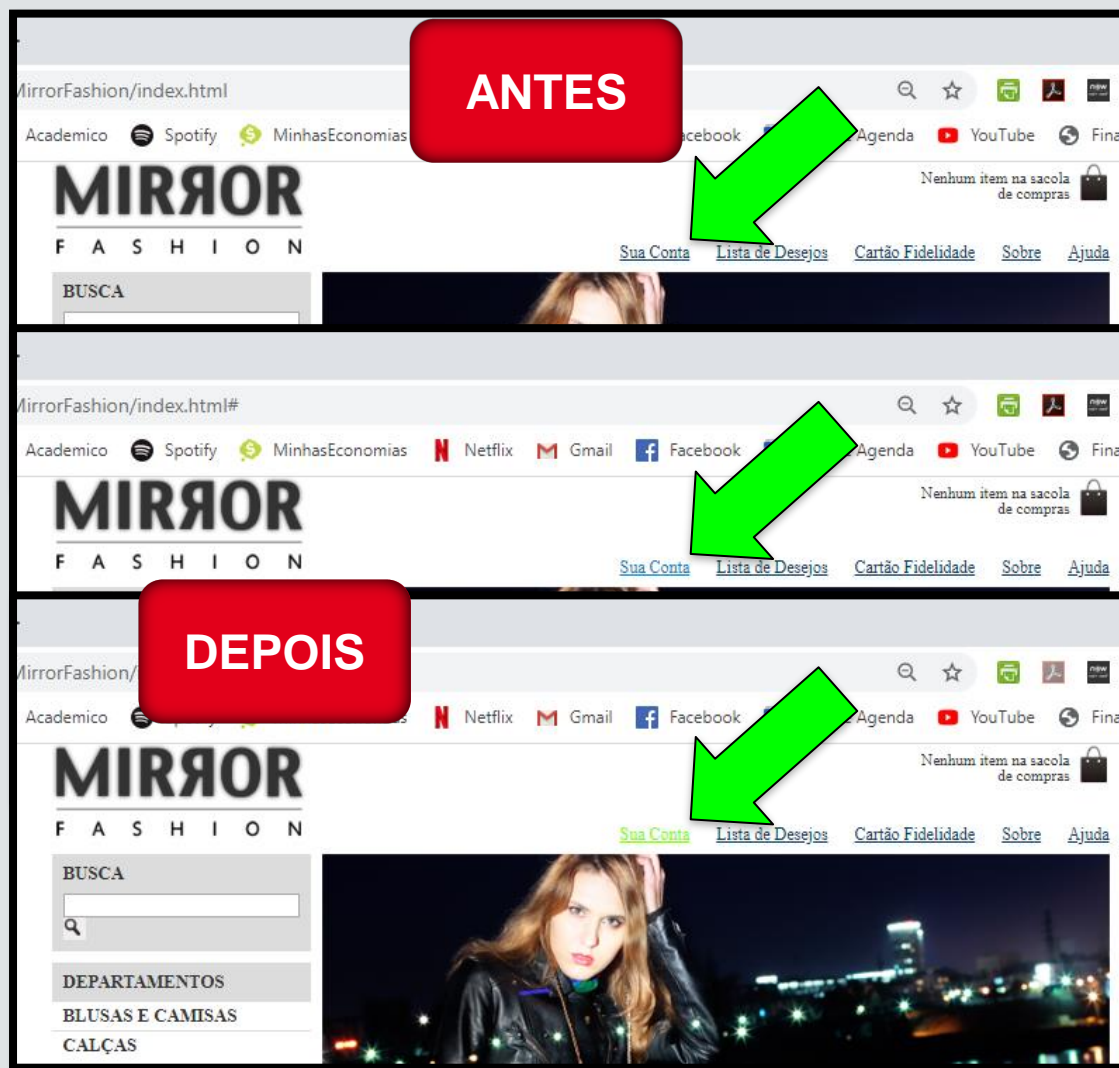 ANTES
MirrorFashion/index.html
Academico Spotify MinhasEconomias Agenda YouTube
MIRROR
FASHION
Nenhum item na sacola
de compras
Sua Conta Lista de Desejos Cartão Fidelidade Sobre Ajuda
BUSCA
MirrorFashion/index.html#
Academico Spotify MinhasEconomias Netflix Gmail Facebook Agenda YouTube
MIRROR
FASHION
Nenhum item na sacola
de compras
Sua Conta Lista de Desejos Cartão Fidelidade Sobre Ajuda
DEPOIS
MirrorFashion/
Academico Netflix Gmail Facebook Agenda YouTube
MIRROR
FASHION
Nenhum item na sacola
de compras
Sua Conta Lista de Desejos Cartão Fidelidade Sobre Ajuda
BUSCA
DEPARTAMENTOS
BLUSAS E CAMISAS
CALÇAS